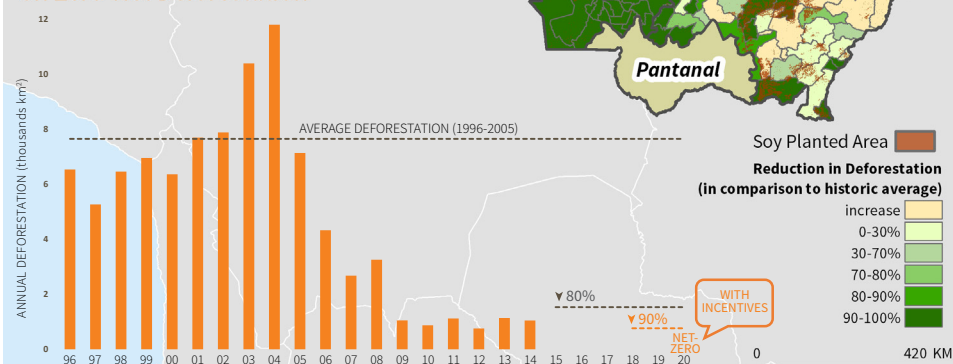 12
10
8
6
4
2
0
ANNUAL DEFORESTATION (thousands km²)
AVERAGE DEFORESTATION (1996-2005)
80%
90%
NET-
ZERO
WITH
INCENTIVES
96 97 98 99 00 01 02 03 04 05 06 07 08 09 10 11 12 13 14 15 16 17 18 19 20
Pantanal
Soy Planted Area
Reduction in Deforestation
(in comparison to historic average)
increase
0-30%
30-70%
70-80%
80-90%
90-100%
0 420 KM